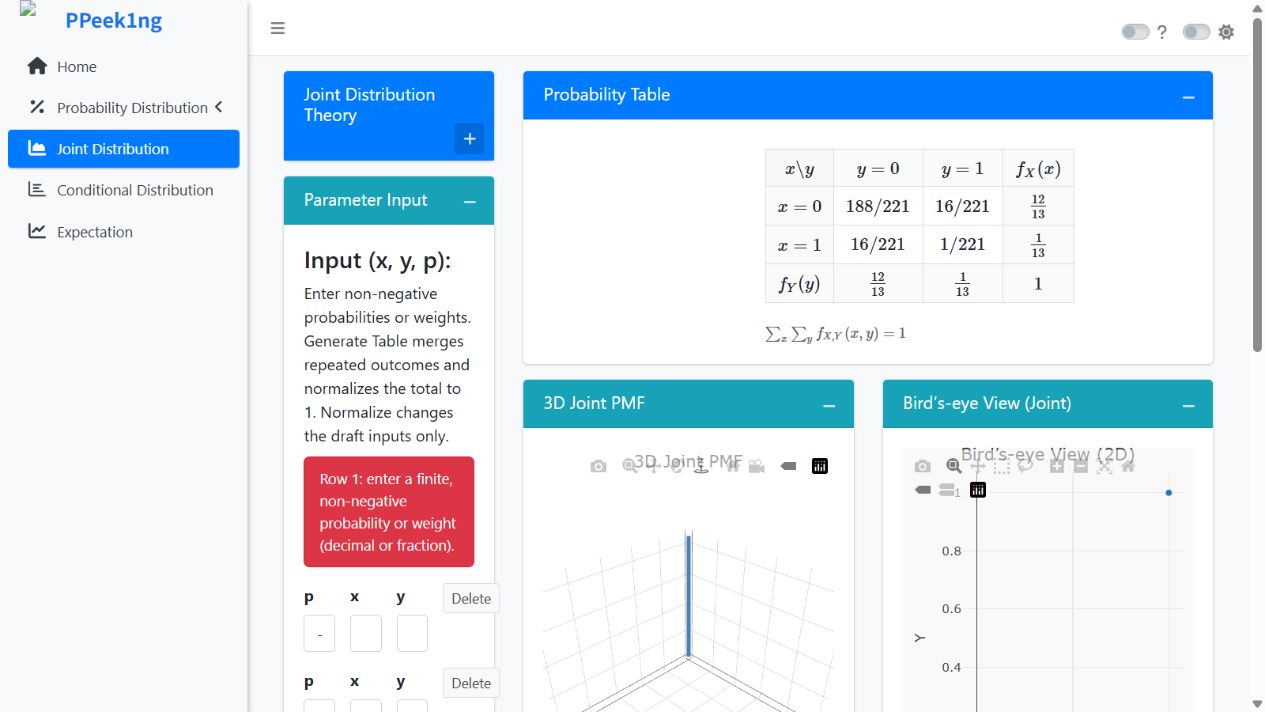 PPeek1ng
Home
Probability Distribution
Joint Distribution
Conditional Distribution
Expectation
?
Joint Distribution
Theory
+
Parameter Input
−
Input (x, y, p):
Enter non-negative
probabilities or weights.
Generate Table merges
repeated outcomes and
normalizes the total to
1. Normalize changes
the draft inputs only.
Row 1: enter a finite,
non-negative
probability or weight
(decimal or fraction).
p x y Delete
-
p x y Delete
Probability Table
−
x\y y = 0 y = 1 f_X(x)
x = 0 188/221 16/221 12/13
x = 1 16/221 1/221 1/13
f_Y(y) 12/13 1/13 1
∑_x ∑_y f_{X,Y}(x, y) = 1
3D Joint PMF
−
3D Joint PMF
Bird’s-eye View (Joint)
−
Bird’s-eye View (2D)
1
0.8
0.6
0.4
Y